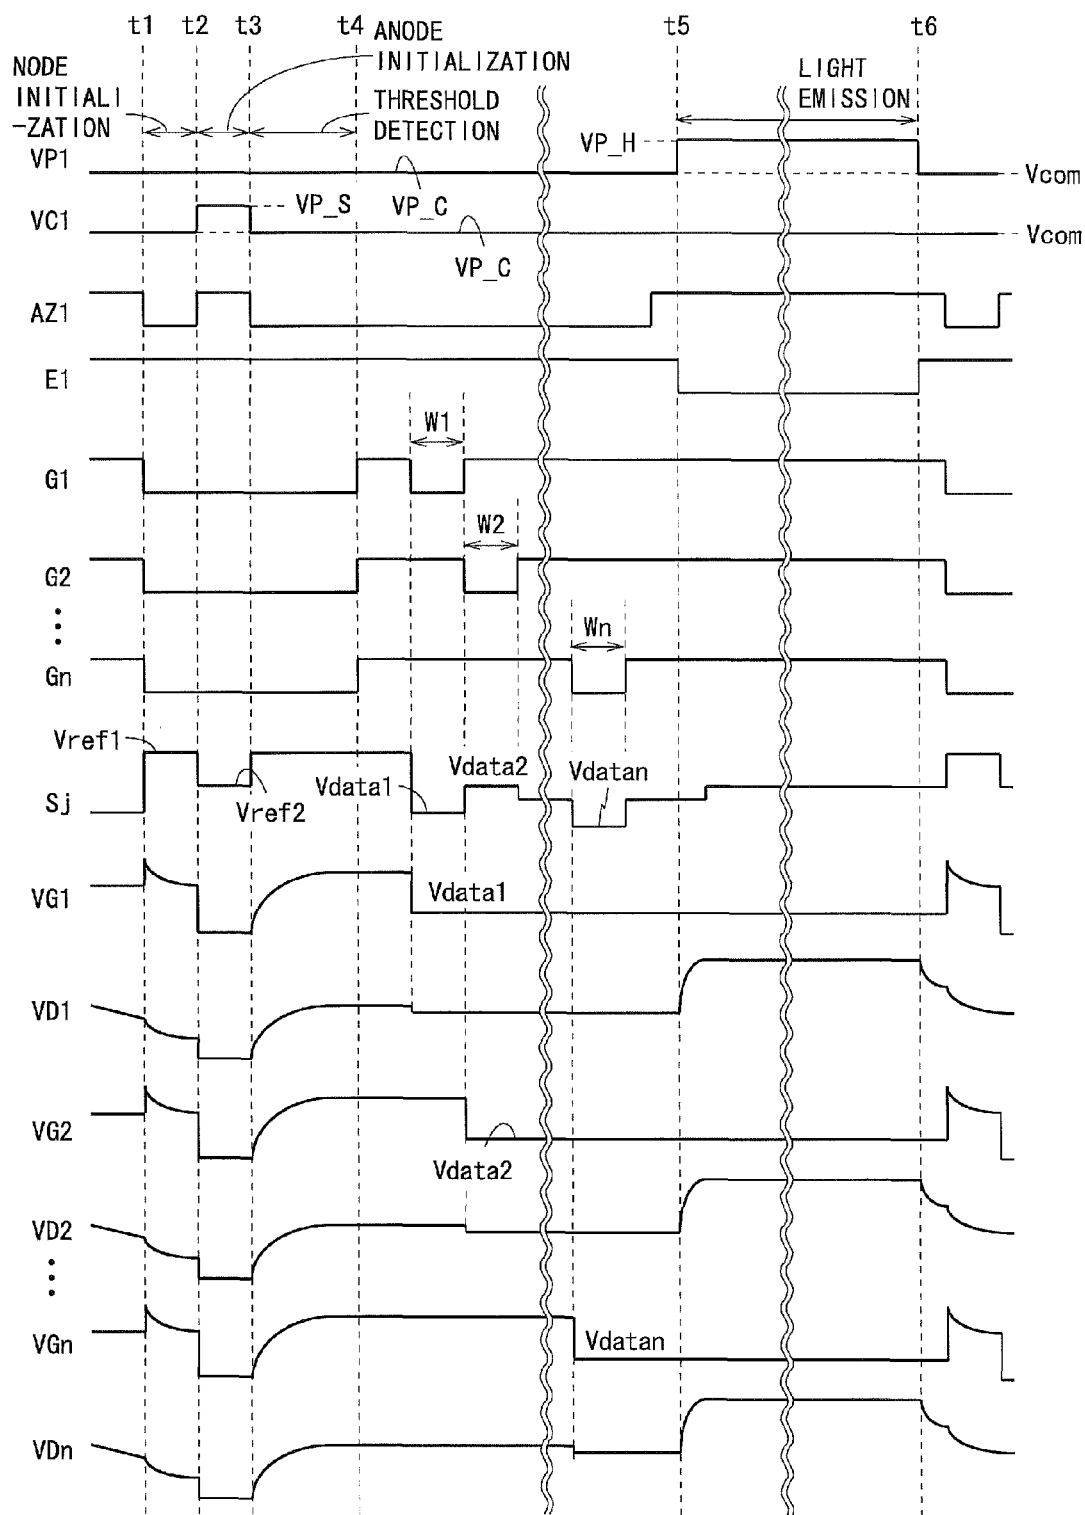 t1 t2 t3 t4 t5 t6
ANODE
INITIALIZATION
NODE
INITIALI
-ZATION
THRESHOLD
DETECTION
LIGHT
EMISSION
VP1
VP_H
Vcom
VP_S
VP_C
VC1
Vcom
VP_C
AZ1
E1
W1
G1
W2
G2
Wn
Gn
Vref1
Vdata2
Vdatan
Vdata1
Sj
Vref2
VG1
Vdata1
VD1
VG2
Vdata2
VD2
VGn
Vdatan
VDn